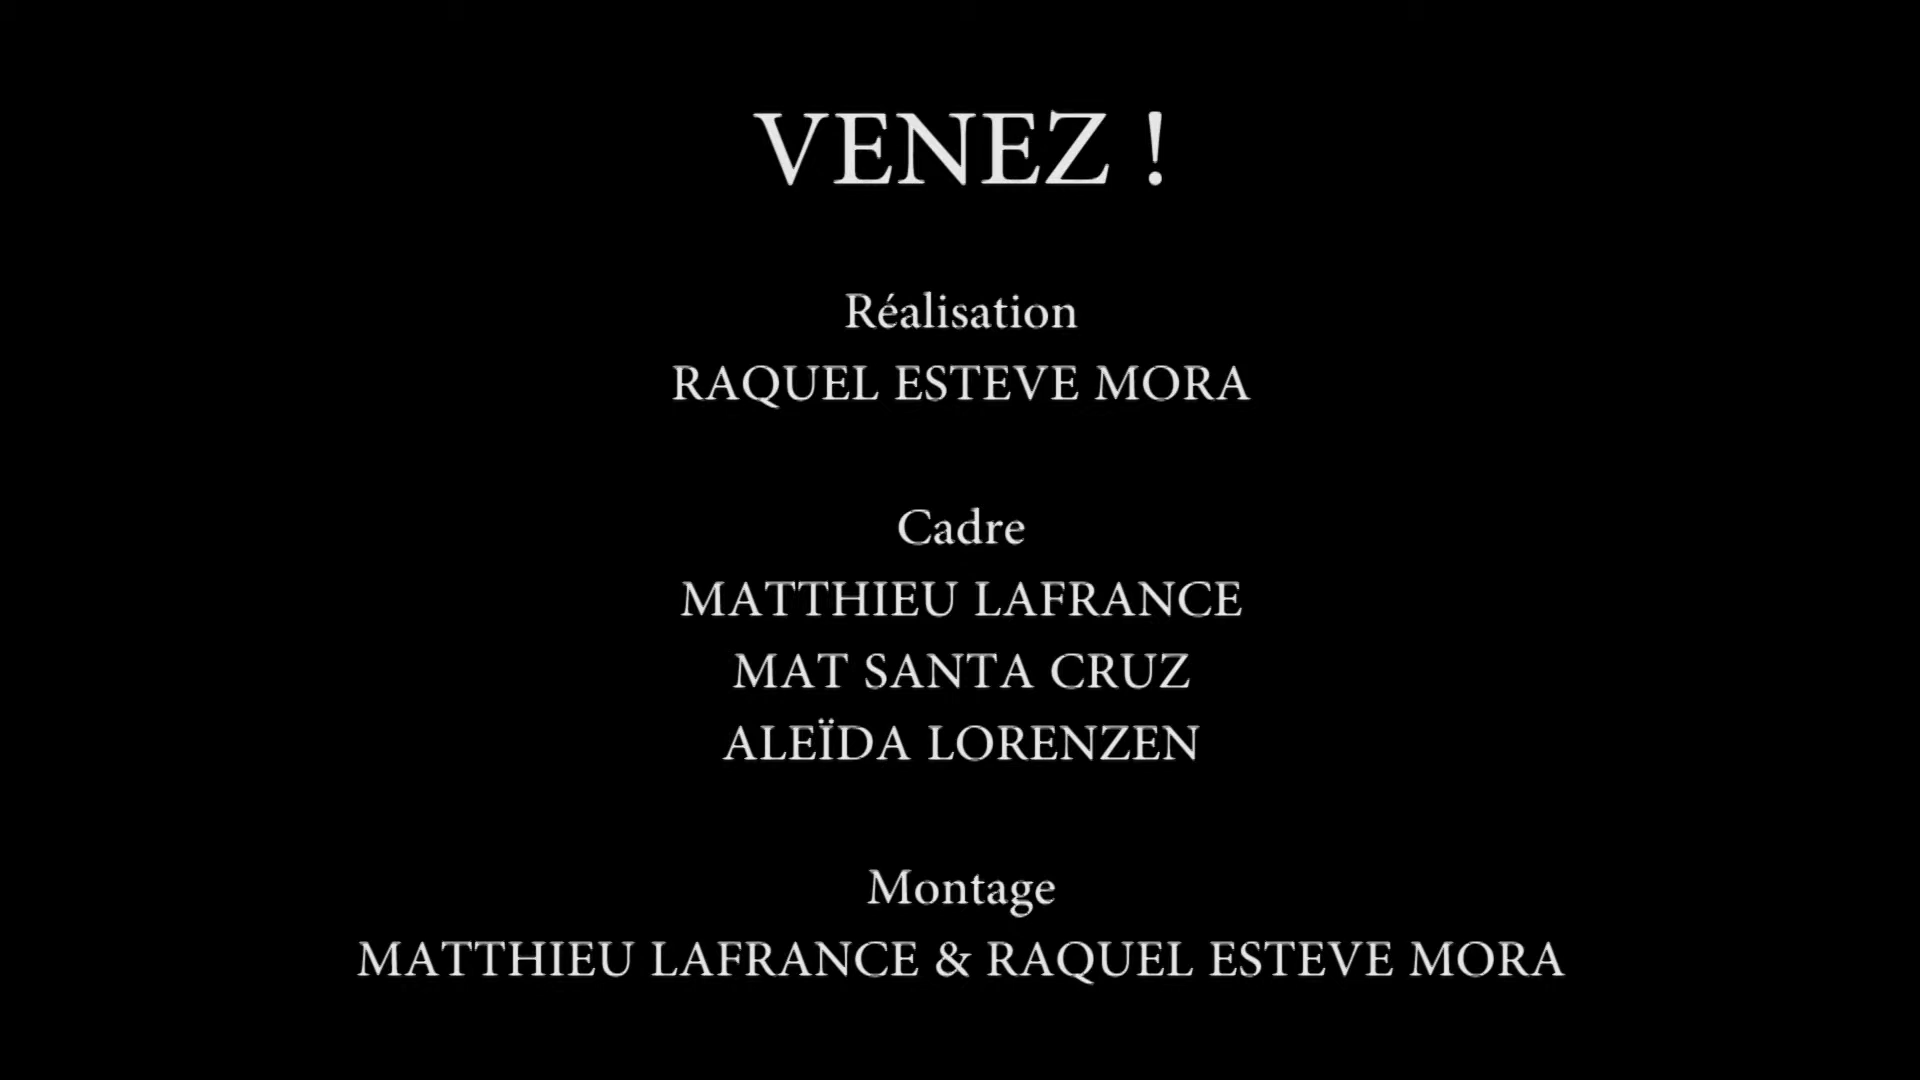 VENEZ !
Réalisation
RAQUEL ESTEVE MORA
Cadre
MATTHIEU LAFRANCE
MAT SANTA CRUZ
ALEÏDA LORENZEN
Montage
MATTHIEU LAFRANCE & RAQUEL ESTEVE MORA